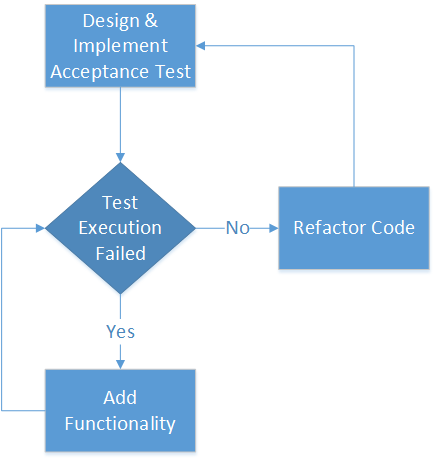 Design &
Implement
Acceptance Test
Test
Execution
Failed
No
Refactor Code
Yes
Add
Functionality